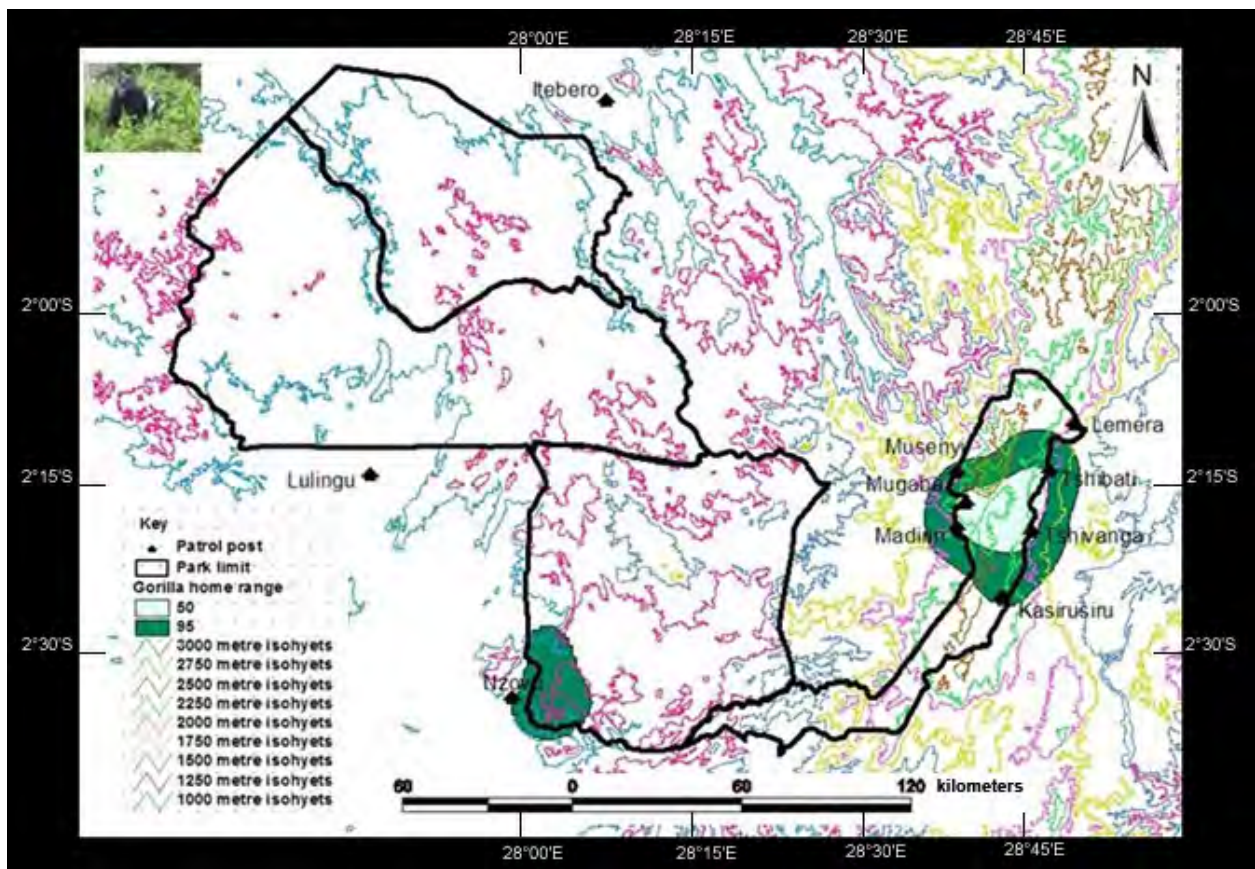 28°00'E 28°15'E 28°30'E 28°45'E
N
Itebero
2°00'S 2°00'S
Lemera
Museny
Lulingu
2°15'S 2°15'S
Mugaba
Tshibati
Madiriri
Tshivanga
Kasirusiru
Key
Patrol post
Park limit
Gorilla home range
50
95
3000 metre isohyets
2750 metre isohyets
2500 metre isohyets
2250 metre isohyets
2000 metre isohyets
1750 metre isohyets
1500 metre isohyets
1250 metre isohyets
1000 metre isohyets
2°30'S 2°30'S
Nzovu
60 0 60 120 kilometers
28°00'E 28°15'E 28°30'E 28°45'E